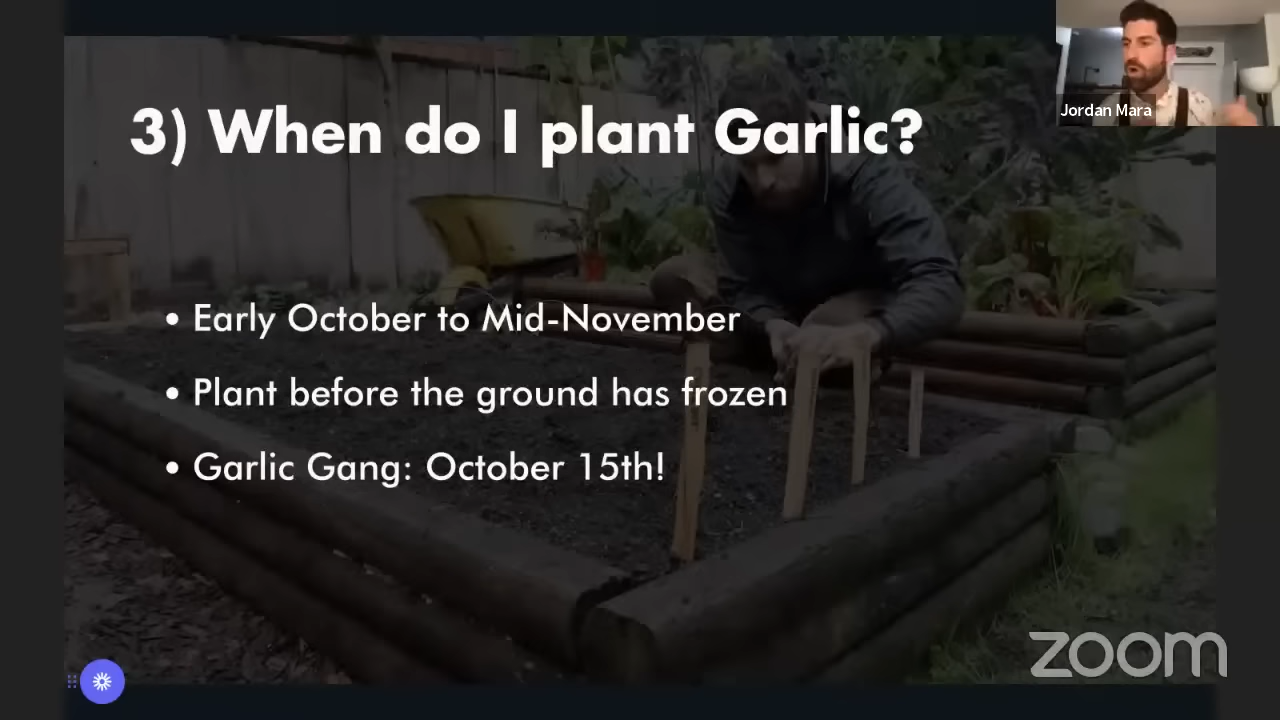 Jordan Mara
3) When do I plant Garlic?
• Early October to Mid-November
• Plant before the ground has frozen
• Garlic Gang: October 15th!
zoom